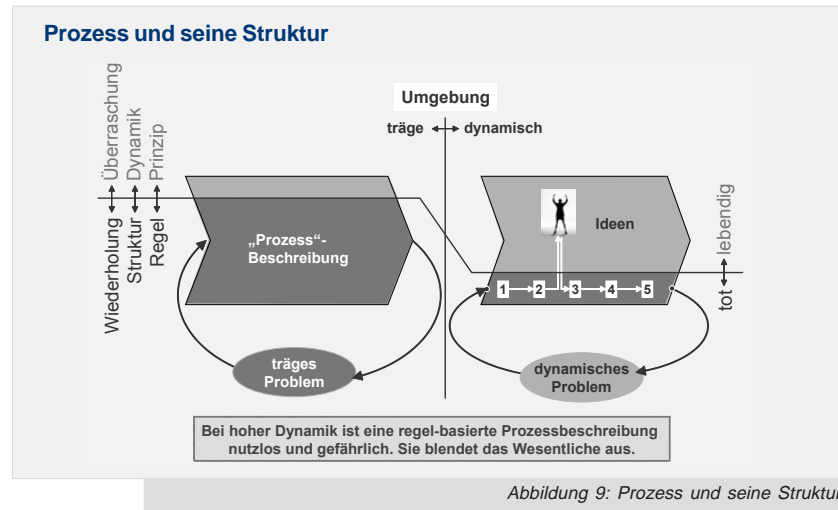 Prozess und seine Struktur
Umgebung
träge
dynamisch
Überraschung
Dynamik
Prinzip
Wiederholung
Struktur
Regel
„Prozess“-
Beschreibung
träges
Problem
Ideen
1
2
3
4
5
lebendig
tot
dynamisches
Problem
Bei hoher Dynamik ist eine regel-basierte Prozessbeschreibung
nutzlos und gefährlich. Sie blendet das Wesentliche aus.
Abbildung 9: Prozess und seine Struktur